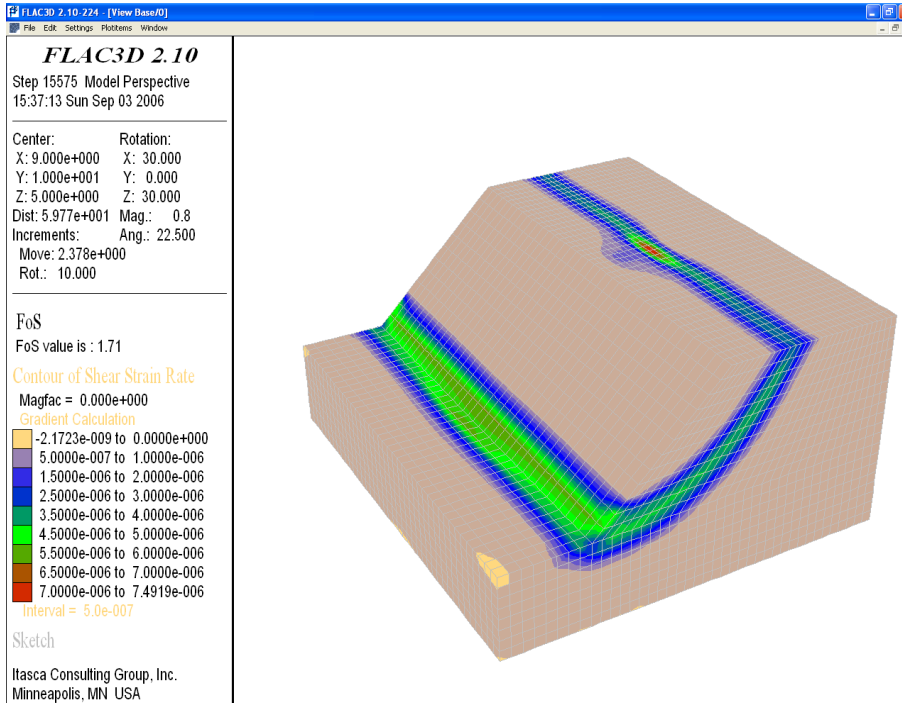 FLAC3D 2.10-224 - [View Base/0]
File Edit Settings Plotitems Window
FLAC3D 2.10
Step 15575 Model Perspective
15:37:13 Sun Sep 03 2006
Center: Rotation:
X: 9.000e+000 X: 30.000
Y: 1.000e+001 Y: 0.000
Z: 5.000e+000 Z: 30.000
Dist: 5.977e+001 Mag.: 0.8
Increments: Ang.: 22.500
Move: 2.378e+000
Rot.: 10.000
FoS
FoS value is : 1.71
Contour of Shear Strain Rate
Magfac = 0.000e+000
Gradient Calculation
-2.1723e-009 to 0.0000e+000
5.0000e-007 to 1.0000e-006
1.5000e-006 to 2.0000e-006
2.5000e-006 to 3.0000e-006
3.5000e-006 to 4.0000e-006
4.5000e-006 to 5.0000e-006
5.5000e-006 to 6.0000e-006
6.5000e-006 to 7.0000e-006
7.0000e-006 to 7.4919e-006
Interval = 5.0e-007
Sketch
Itasca Consulting Group, Inc.
Minneapolis, MN USA